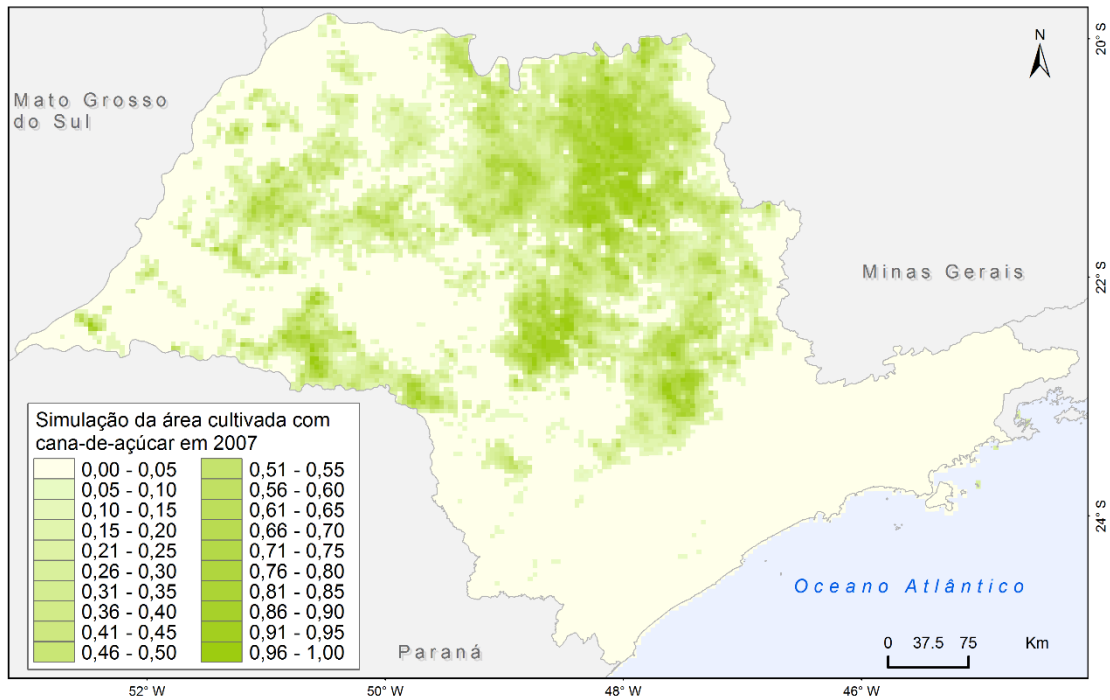 N
20° S
Mato Grosso
do Sul
Minas Gerais
22° S
Simulação da área cultivada com
cana-de-açúcar em 2007
0,00 - 0,05
0,05 - 0,10
0,10 - 0,15
0,15 - 0,20
0,21 - 0,25
0,26 - 0,30
0,31 - 0,35
0,36 - 0,40
0,41 - 0,45
0,46 - 0,50
0,51 - 0,55
0,56 - 0,60
0,61 - 0,65
0,66 - 0,70
0,71 - 0,75
0,76 - 0,80
0,81 - 0,85
0,86 - 0,90
0,91 - 0,95
0,96 - 1,00
24° S
Oceano Atlântico
Paraná
0 37.5 75 Km
52° W 50° W 48° W 46° W